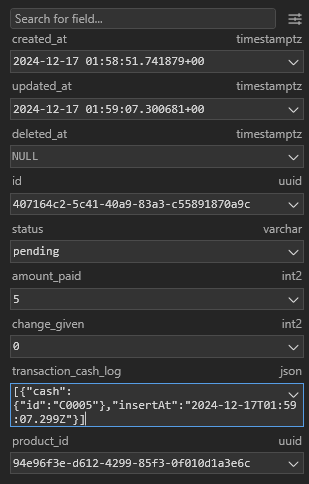 Search for field...
created_at timestamptz
2024-12-17 01:58:51.741879+00
updated_at timestamptz
2024-12-17 01:59:07.300681+00
deleted_at timestamptz
NULL
id uuid
407164c2-5c41-40a9-83a3-c55891870a9c
status varchar
pending
amount_paid int2
5
change_given int2
0
transaction_cash_log json
[{"cash":
{"id":"C0005"},"insertAt":"2024-12-17T01:59
:07.299Z"}]
product_id uuid
94e96f3e-d612-4299-85f3-0f010d1a3e6c